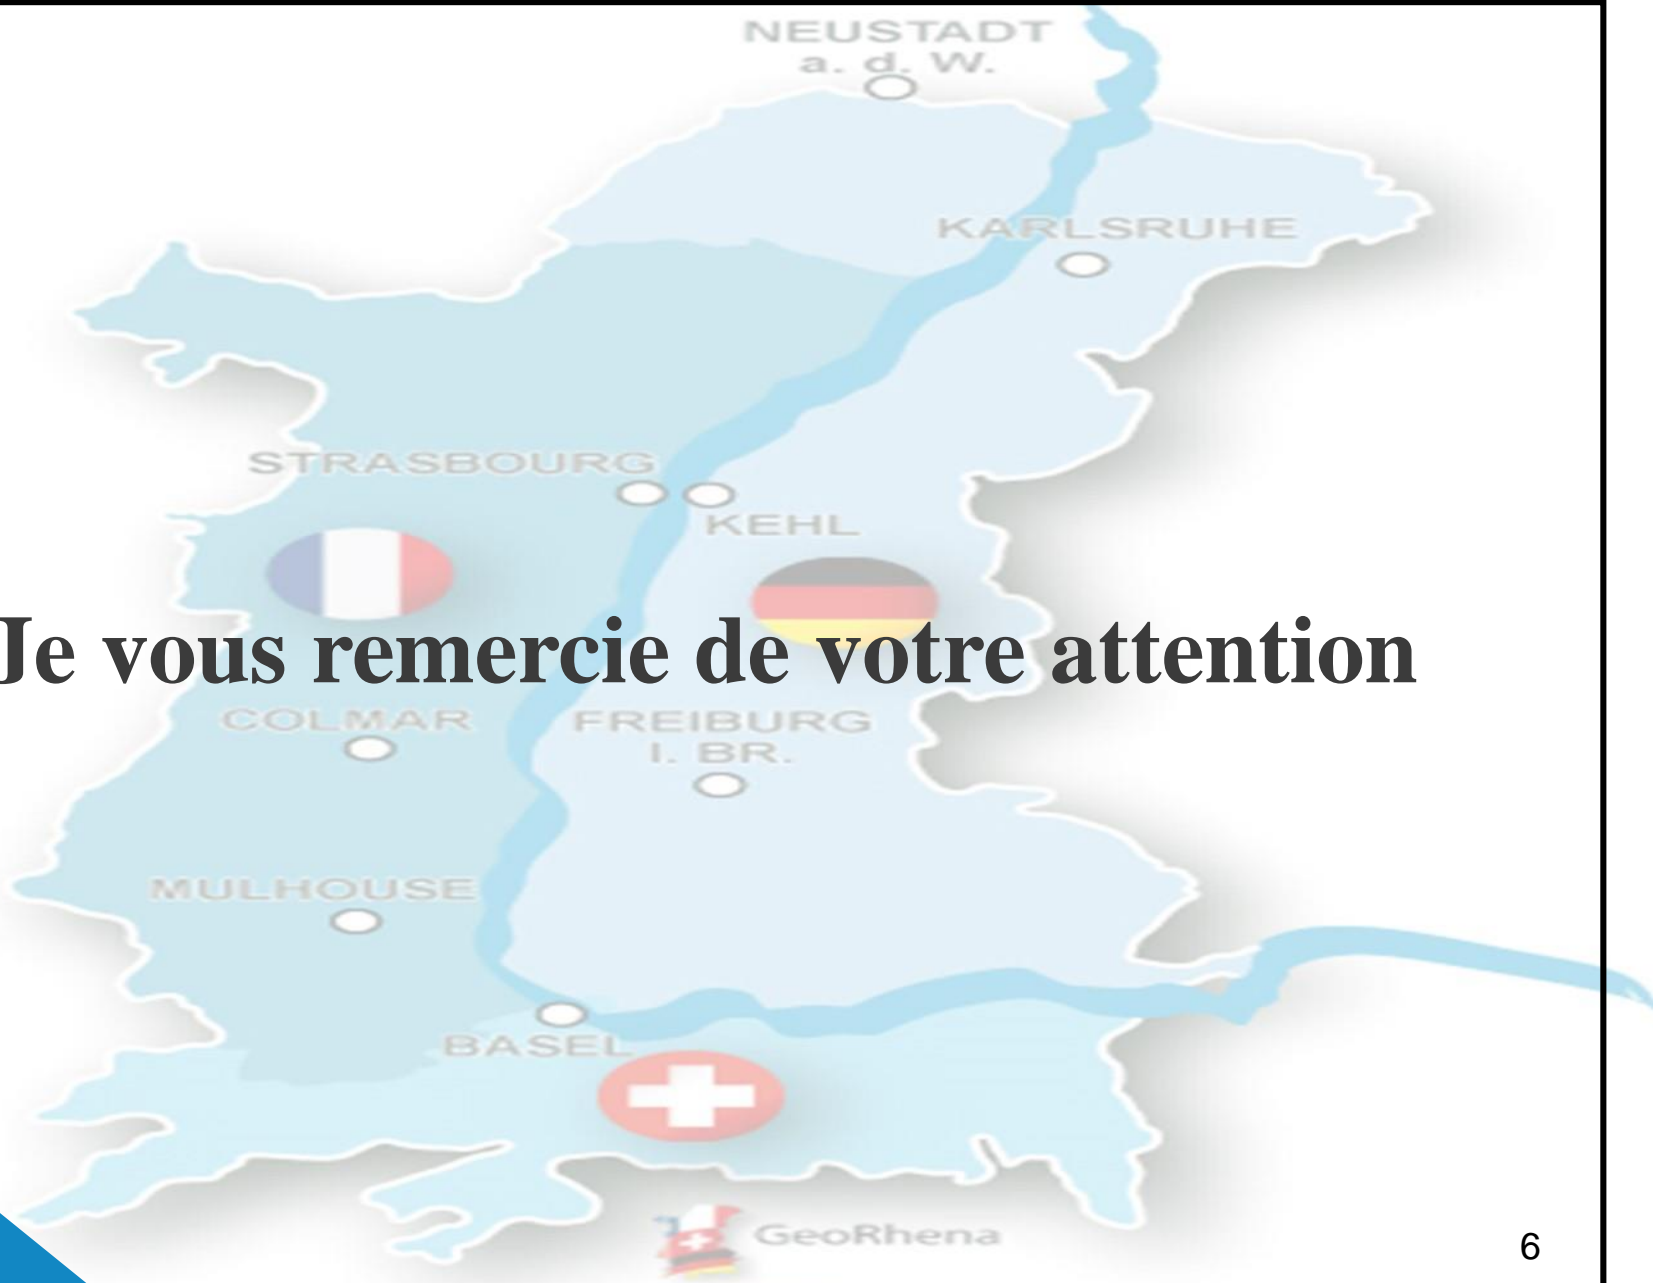 NEUSTADT
a. d. W.
KARLSRUHE
STRASBOURG
KEHL
Je vous remercie de votre attention
COLMAR
FREIBURG
I. BR.
MULHOUSE
BASEL
GeoRhena
6